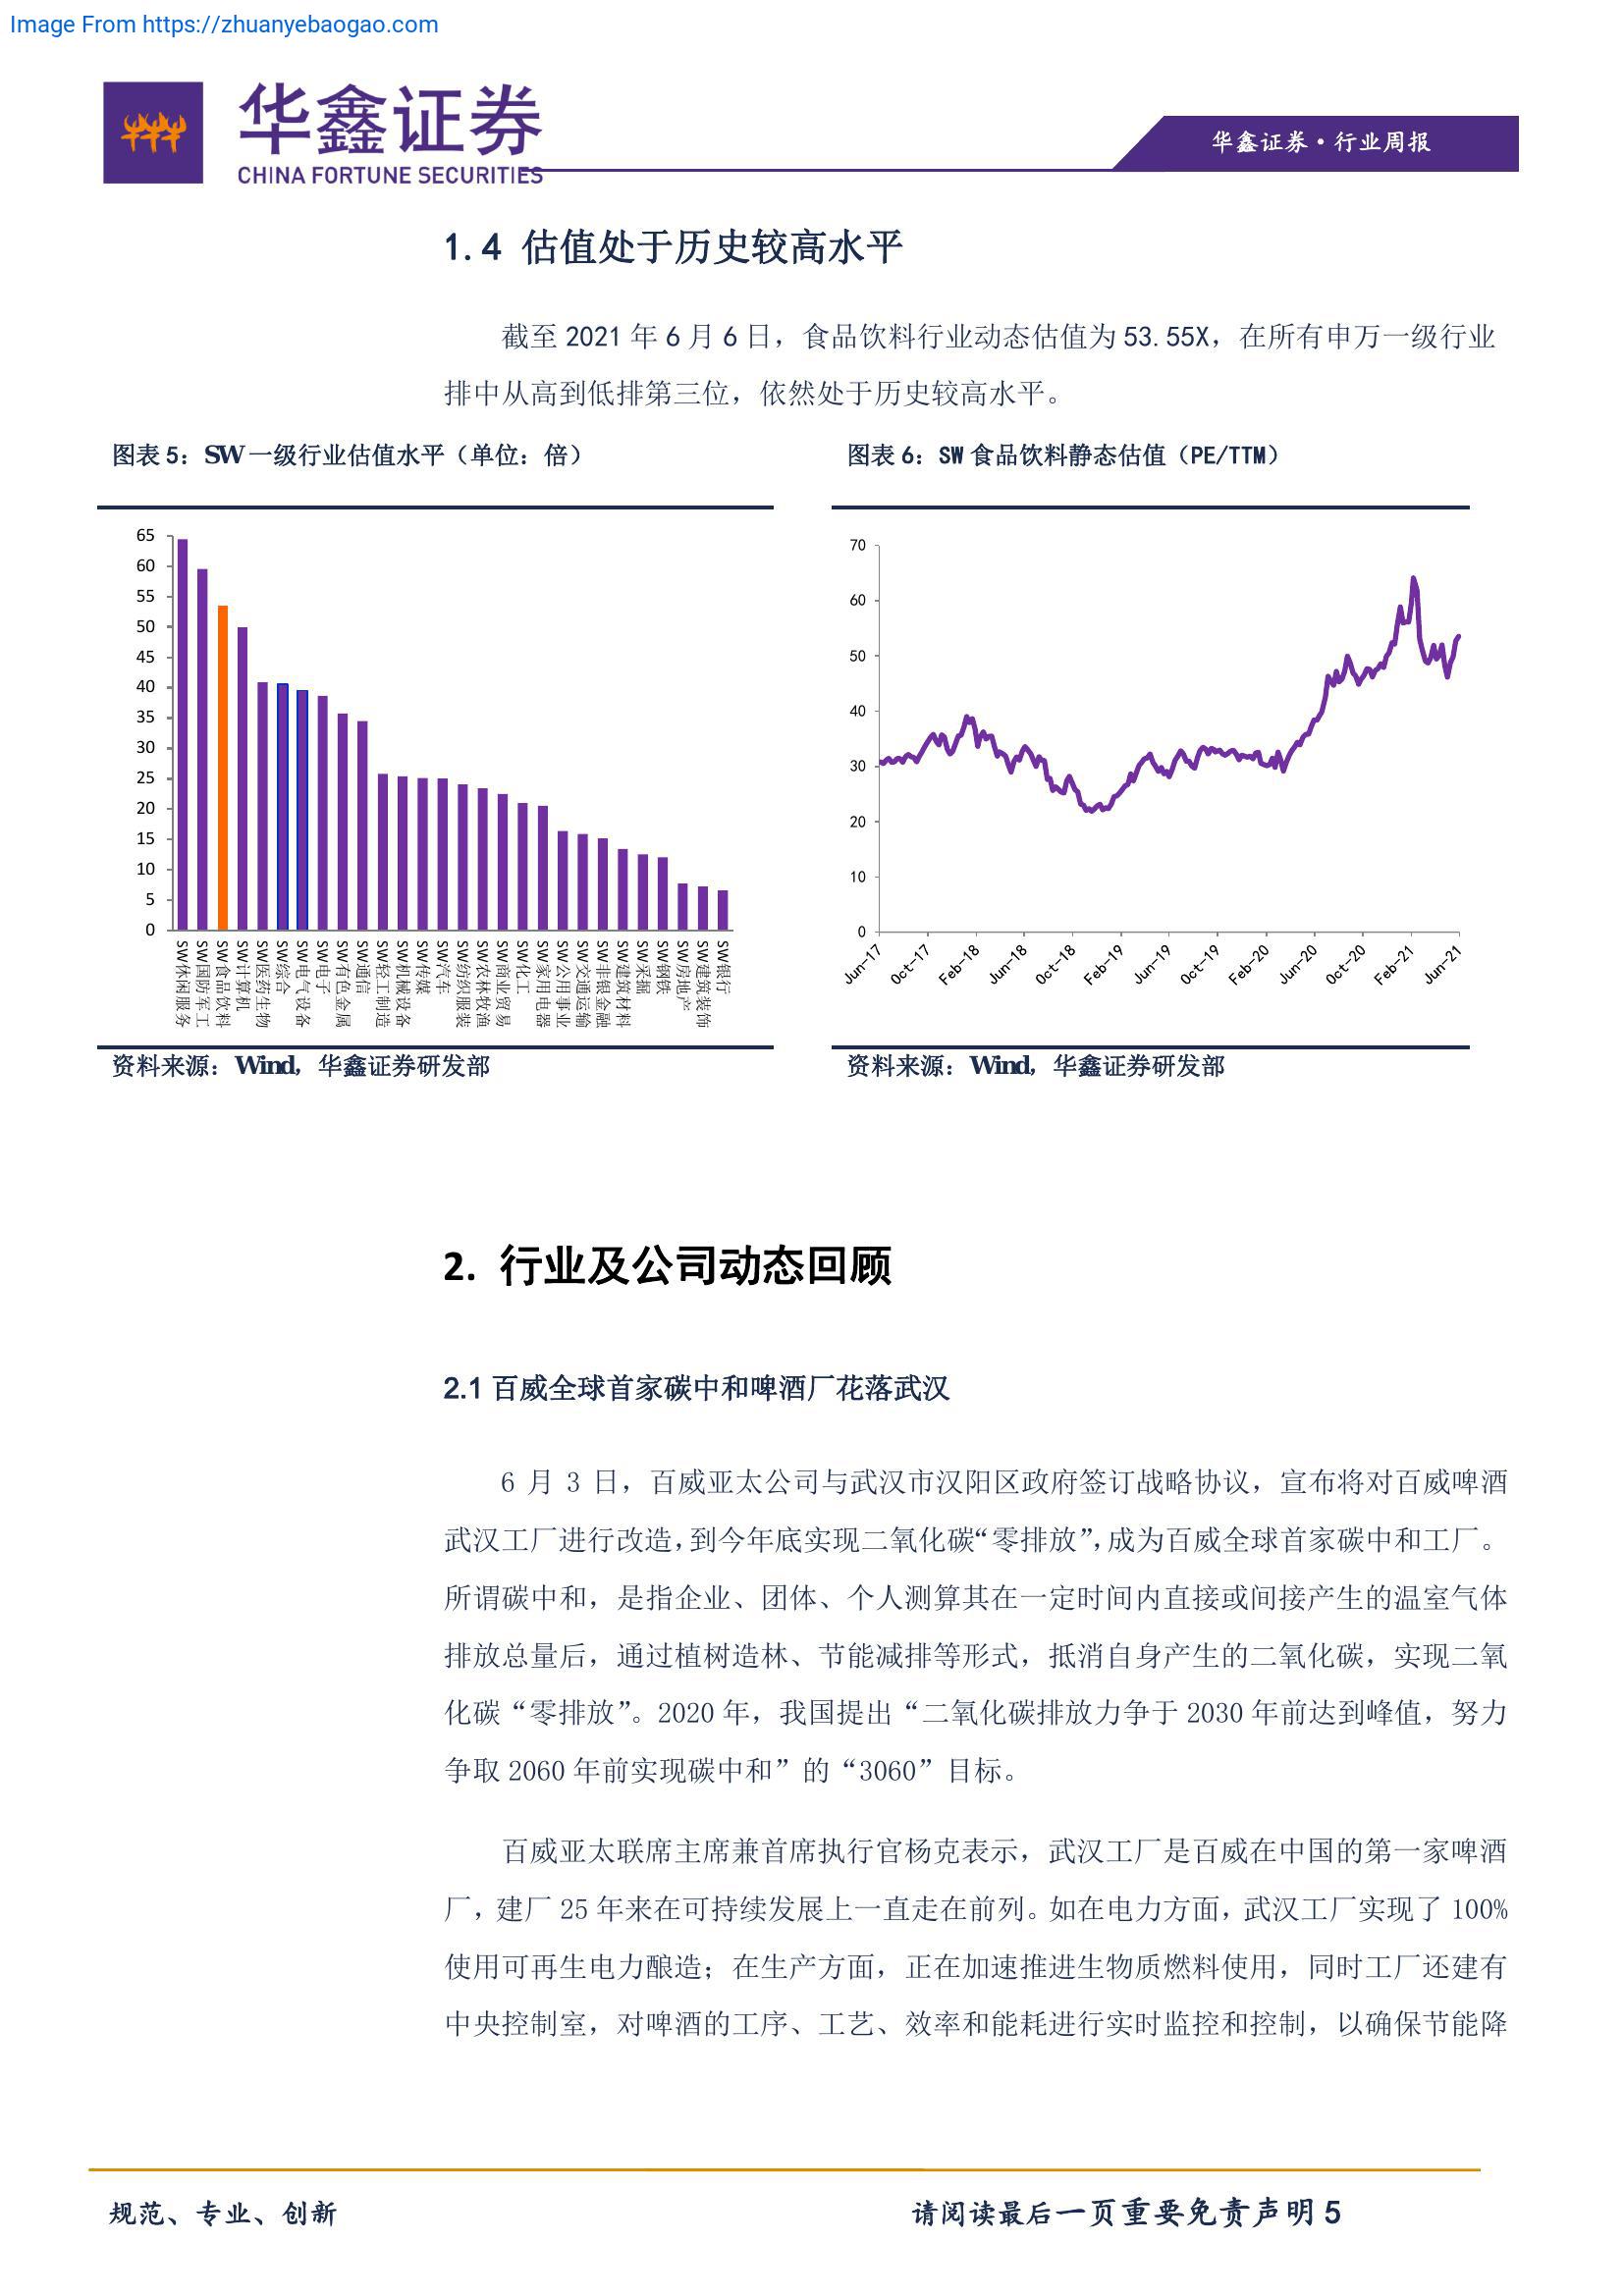 Image From https://zhuanyebaogao.com
华鑫证券
CHINA FORTUNE SECURITIES
华鑫证券·行业周报
1.4 估值处于历史较高水平
截至 2021 年 6 月 6 日，食品饮料行业动态估值为 53.55X，在所有申万一级行业
排中从高到低排第三位，依然处于历史较高水平。
图表 5：SW 一级行业估值水平（单位：倍）
65
60
55
50
45
40
35
30
25
20
15
10
5
0
SW休闲服务
SW国防军工
SW食品饮料
SW计算机
SW医药生物
SW综合
SW电气设备
SW电子
SW有色金属
SW通信
SW轻工制造
SW机械设备
SW传媒
SW汽车
SW纺织服装
SW农林牧渔
SW商业贸易
SW化工
SW家用电器
SW公用事业
SW交通运输
SW非银金融
SW建筑材料
SW采掘
SW钢铁
SW房地产
SW建筑装饰
SW银行
资料来源：Wind，华鑫证券研发部
图表 6：SW 食品饮料静态估值（PE/TTM）
70
60
50
40
30
20
10
0
Jun-17
Oct-17
Feb-18
Jun-18
Oct-18
Feb-19
Jun-19
Oct-19
Feb-20
Jun-20
Oct-20
Feb-21
Jun-21
资料来源：Wind，华鑫证券研发部
2. 行业及公司动态回顾
2.1 百威全球首家碳中和啤酒厂花落武汉
6 月 3 日，百威亚太公司与武汉市汉阳区政府签订战略协议，宣布将对百威啤酒
武汉工厂进行改造，到今年底实现二氧化碳“零排放”，成为百威全球首家碳中和工厂。
所谓碳中和，是指企业、团体、个人测算其在一定时间内直接或间接产生的温室气体
排放总量后，通过植树造林、节能减排等形式，抵消自身产生的二氧化碳，实现二氧
化碳“零排放”。2020 年，我国提出“二氧化碳排放力争于 2030 年前达到峰值，努力
争取 2060 年前实现碳中和”的“3060”目标。
百威亚太联席主席兼首席执行官杨克表示，武汉工厂是百威在中国的第一家啤酒
厂，建厂 25 年来在可持续发展上一直走在前列。如在电力方面，武汉工厂实现了 100%
使用可再生电力酿造；在生产方面，正在加速推进生物质燃料使用，同时工厂还建有
中央控制室，对啤酒的工序、工艺、效率和能耗进行实时监控和控制，以确保节能降
规范、专业、创新
请阅读最后一页重要免责声明 5